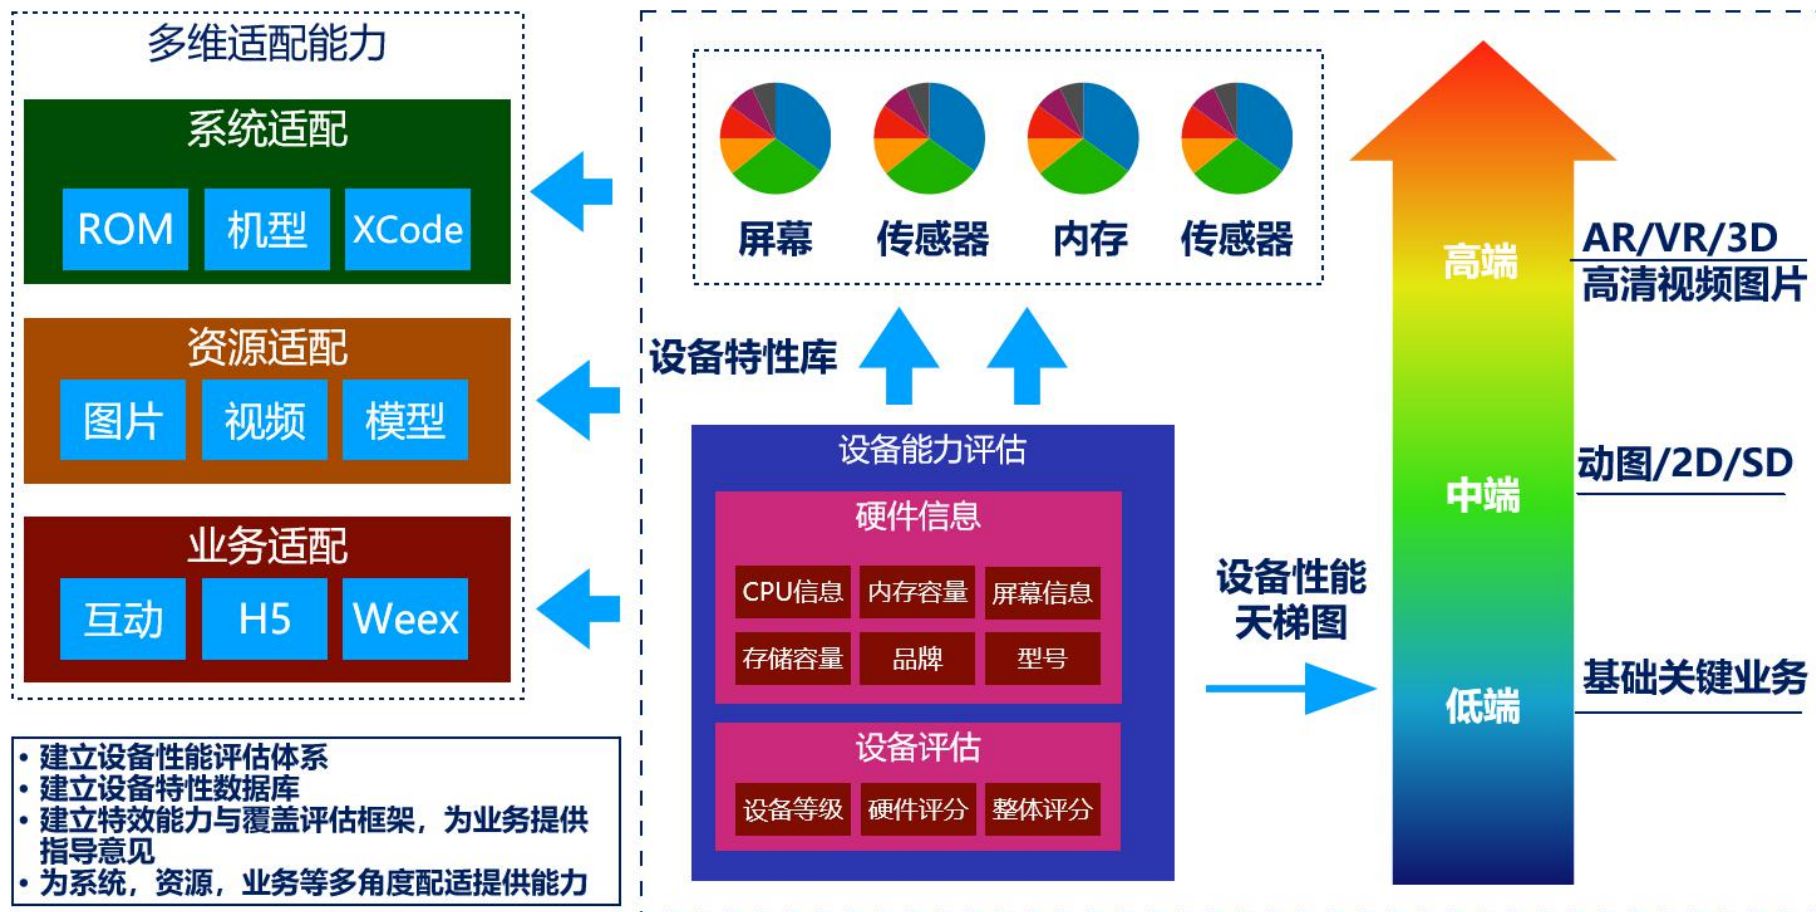 多维适配能力
系统适配
ROM
机型
XCode
资源适配
图片
视频
模型
业务适配
互动
H5
Weex
• 建立设备性能评估体系
• 建立设备特性数据库
• 建立特效能力与覆盖评估框架，为业务提供
指导意见
• 为系统，资源，业务等多角度配适提供能力
屏幕
传感器
内存
传感器
设备特性库
设备能力评估
硬件信息
CPU信息
内存容量
屏幕信息
存储容量
品牌
型号
设备评估
设备等级
硬件评分
整体评分
设备性能
天梯图
高端
中端
低端
AR/VR/3D
高清视频图片
动图/2D/SD
基础关键业务